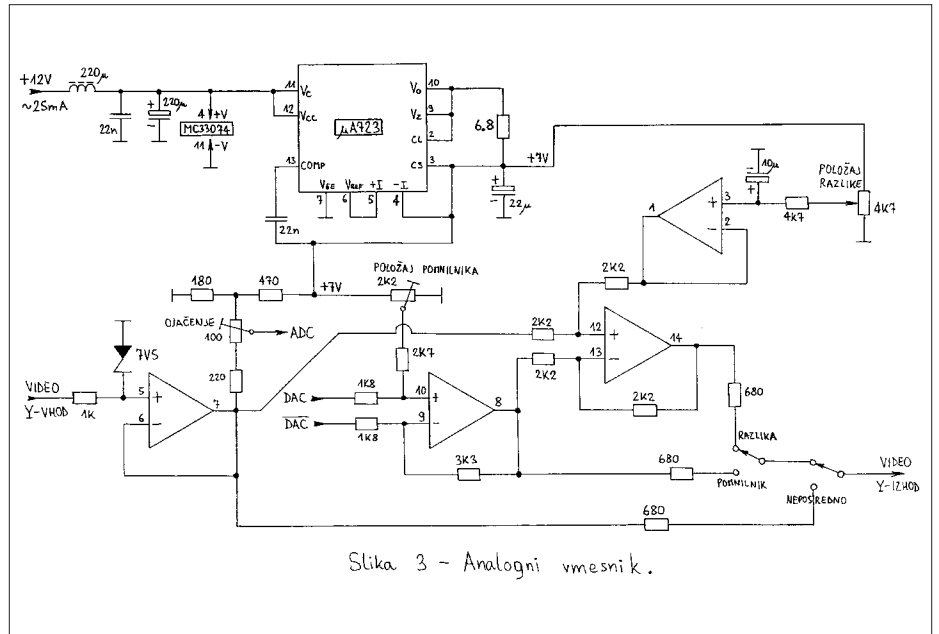 +12V
~25mA
220µ
22n
220µ
4 +V
MC33074
11 -V
11 VC
12 VCC
µA723
V0 10
VZ 9
CL 2
CS 3
13 COMP
VEE VREF +I -I
7 6 5 4
22n
6.8
+7V
22µ
10µ
POLOŽAJ
RAZLIKE
4K7
4K7
3
2
1
180
470
+7V
POLOŽAJ POMNILNIKA
2K2
2K2
OJAČENJE
100
ADC
7V5
220
2K7
2K2
12
13
14
2K2
2K2
680
VIDEO
Y-VHOD
1K
5
6
7
DAC
1K8
10
DAC
1K8
9
8
3K3
680
RAZLIKA
POMNILNIK
VIDEO
Y-IZHOD
NEPOSREDNO
680
Slika 3 - Analogni vmesnik.